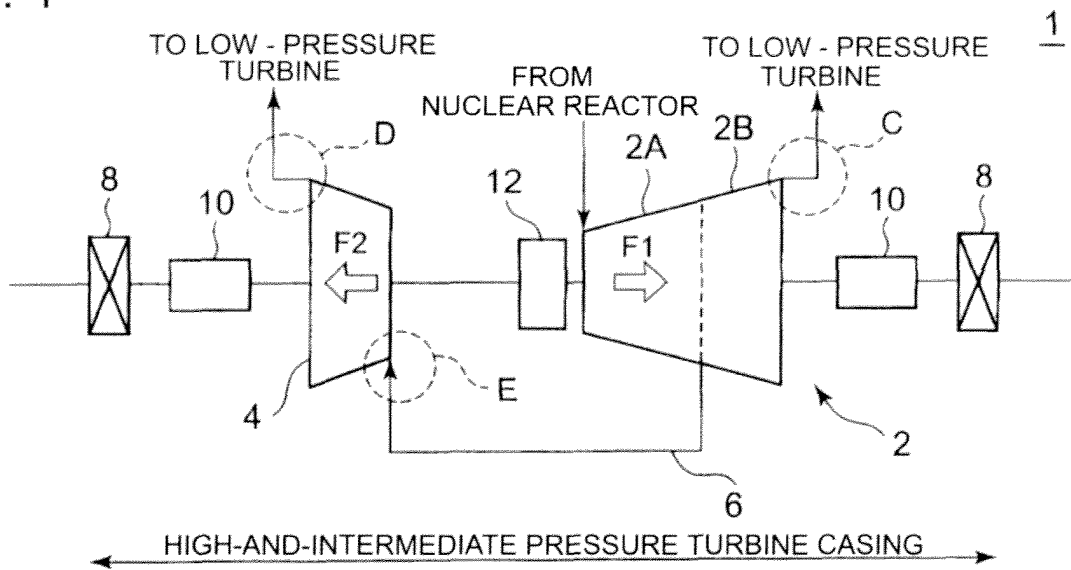 1
TO LOW - PRESSURE
TURBINE
FROM
NUCLEAR REACTOR
TO LOW - PRESSURE
TURBINE
D
2A
2B
C
8
10
12
10
8
F2
F1
4
E
2
6
HIGH-AND-INTERMEDIATE PRESSURE TURBINE CASING